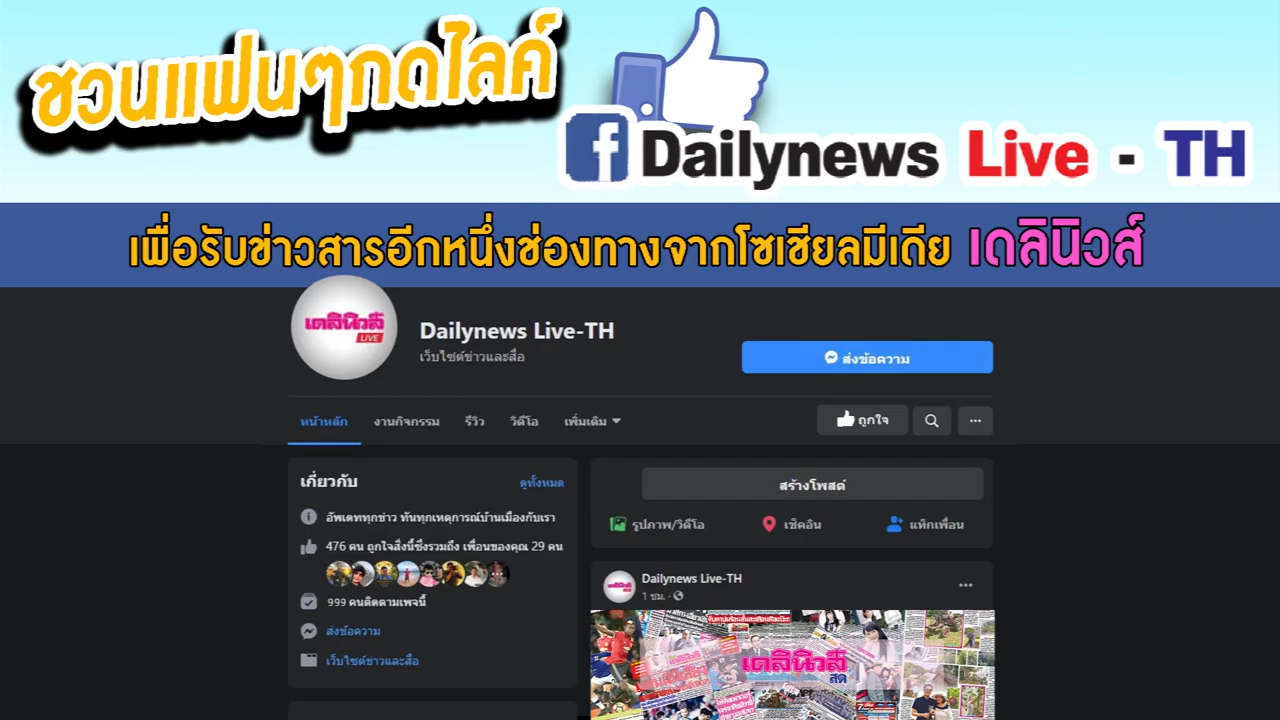 ชวนแฟนๆกดไลค์
f Dailynews Live - TH
เพื่อรับข่าวสารอีกหนึ่งช่องทางจากโซเชียลมีเดีย เดลินิวส์
เดลินิวส์
LIVE
Dailynews Live-TH
เว็บไซต์ข่าวและสื่อ
ส่งข้อความ
หน้าหลัก งานกิจกรรม รีวิว วิดีโอ เพิ่มเติม
ถูกใจ
เกี่ยวกับ ดูทั้งหมด
อัพเดททุกข่าว ทันทุกเหตุการณ์บ้านเมืองกับเรา
476 คน ถูกใจสิ่งนี้ซึ่งรวมถึง เพื่อนของคุณ 29 คน
999 คนติดตามเพจนี้
ส่งข้อความ
เว็บไซต์ข่าวและสื่อ
สร้างโพสต์
รูปภาพ/วิดีโอ เช็คอิน แท็กเพื่อน
Dailynews Live-TH
1 ชม. ·
เดลินิวส์
สด